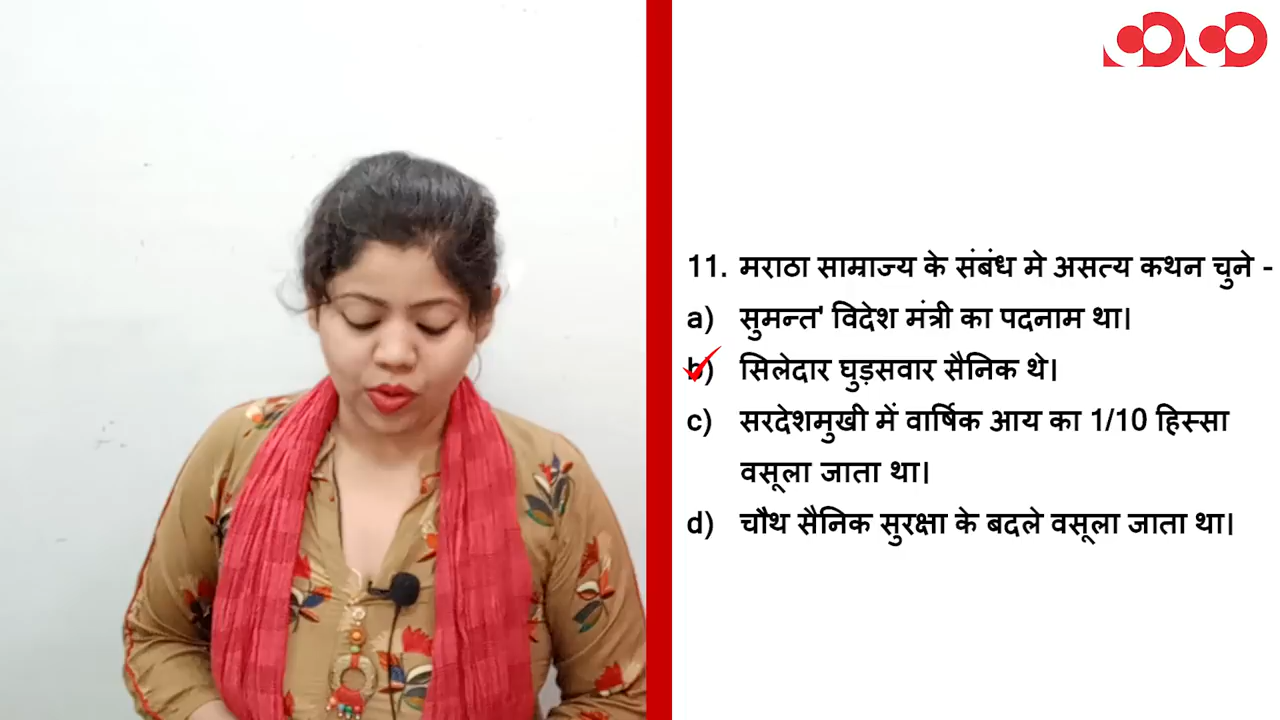 11. मराठा साम्राज्य के संबंध मे असत्य कथन चुने -
a) सुमन्त' विदेश मंत्री का पदनाम था।
b) सिलेदार घुड़सवार सैनिक थे।
c) सरदेशमुखी में वार्षिक आय का 1/10 हिस्सा
वसूला जाता था।
d) चौथ सैनिक सुरक्षा के बदले वसूला जाता था।